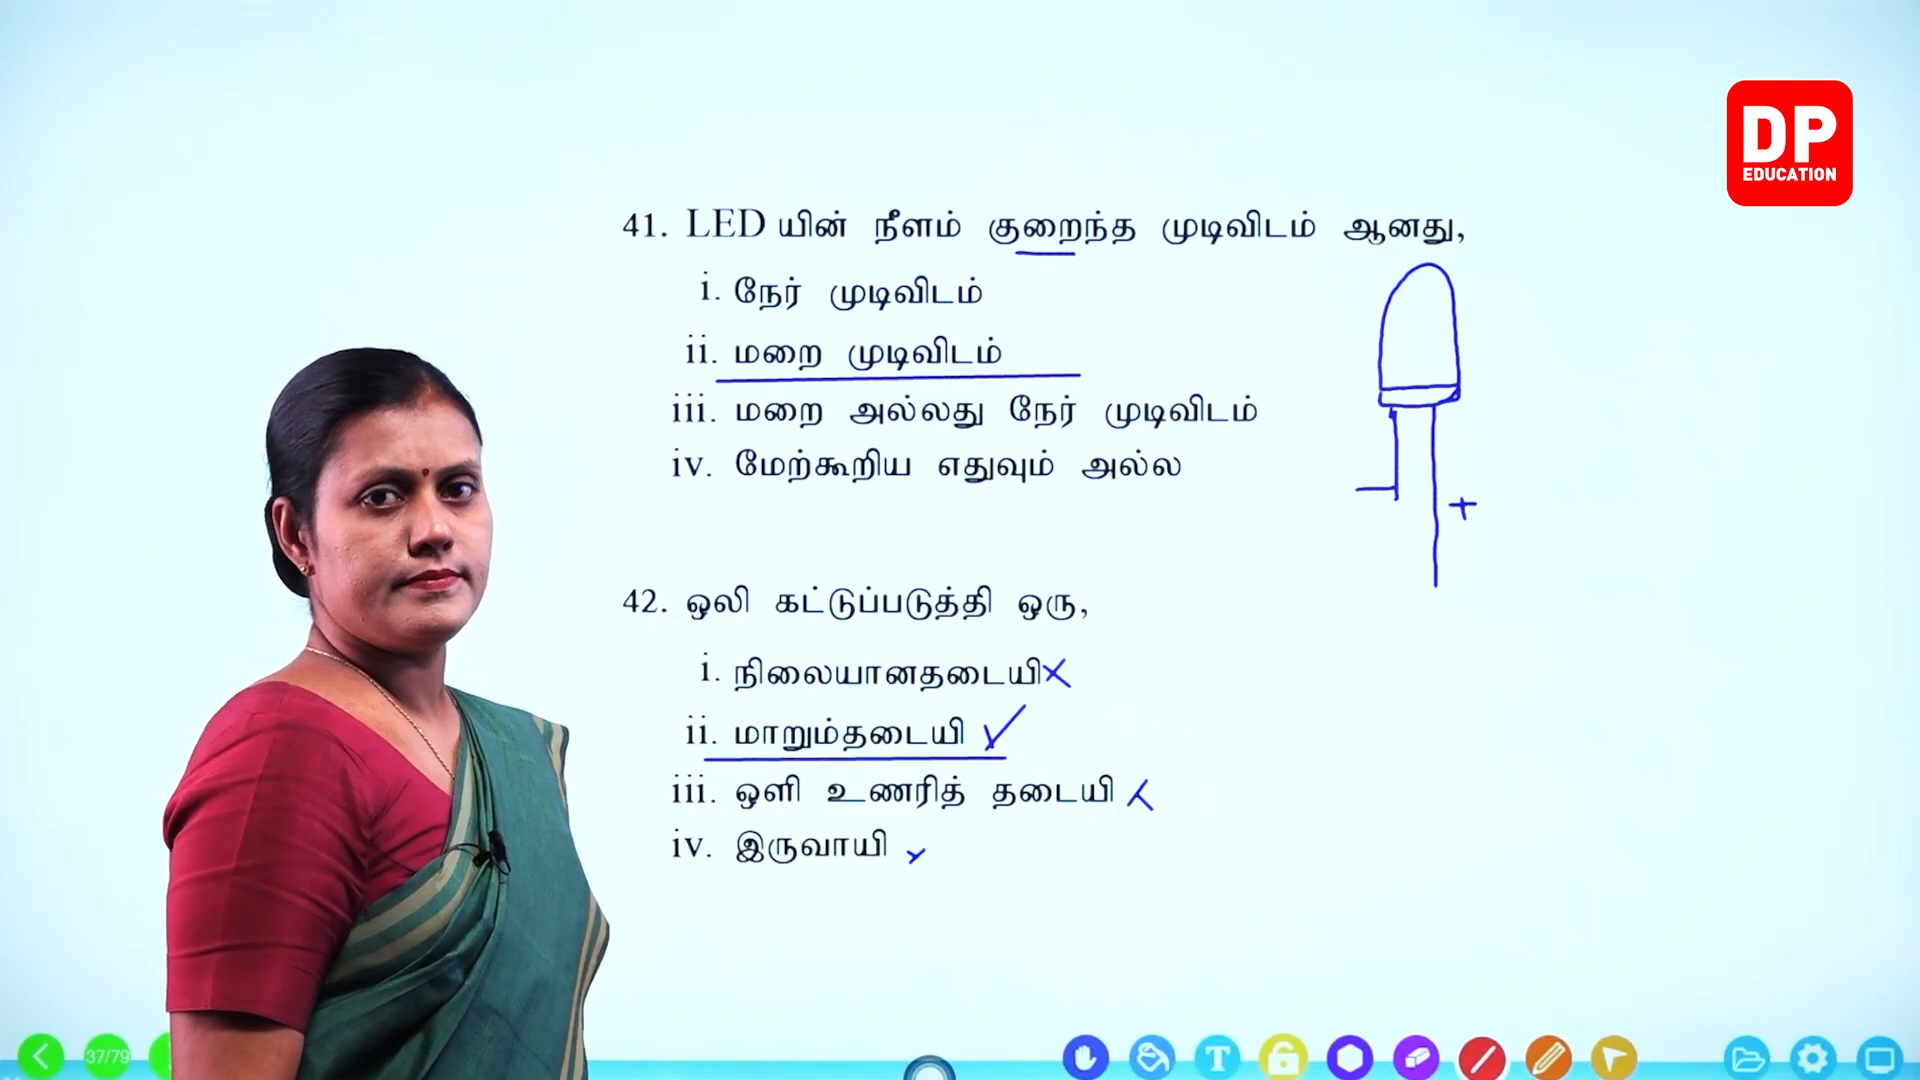 DP
EDUCATION
41. LED யின் நீளம் குறைந்த முடிவிடம் ஆனது,
i. நேர் முடிவிடம்
ii. மறை முடிவிடம்
iii. மறை அல்லது நேர் முடிவிடம்
iv. மேற்கூறிய எதுவும் அல்ல
- +
42. ஒலி கட்டுப்படுத்தி ஒரு,
i. நிலையானதடையி
ii. மாறும்தடையி
iii. ஒளி உணரித் தடையி
iv. இருவாயி
37/79
T